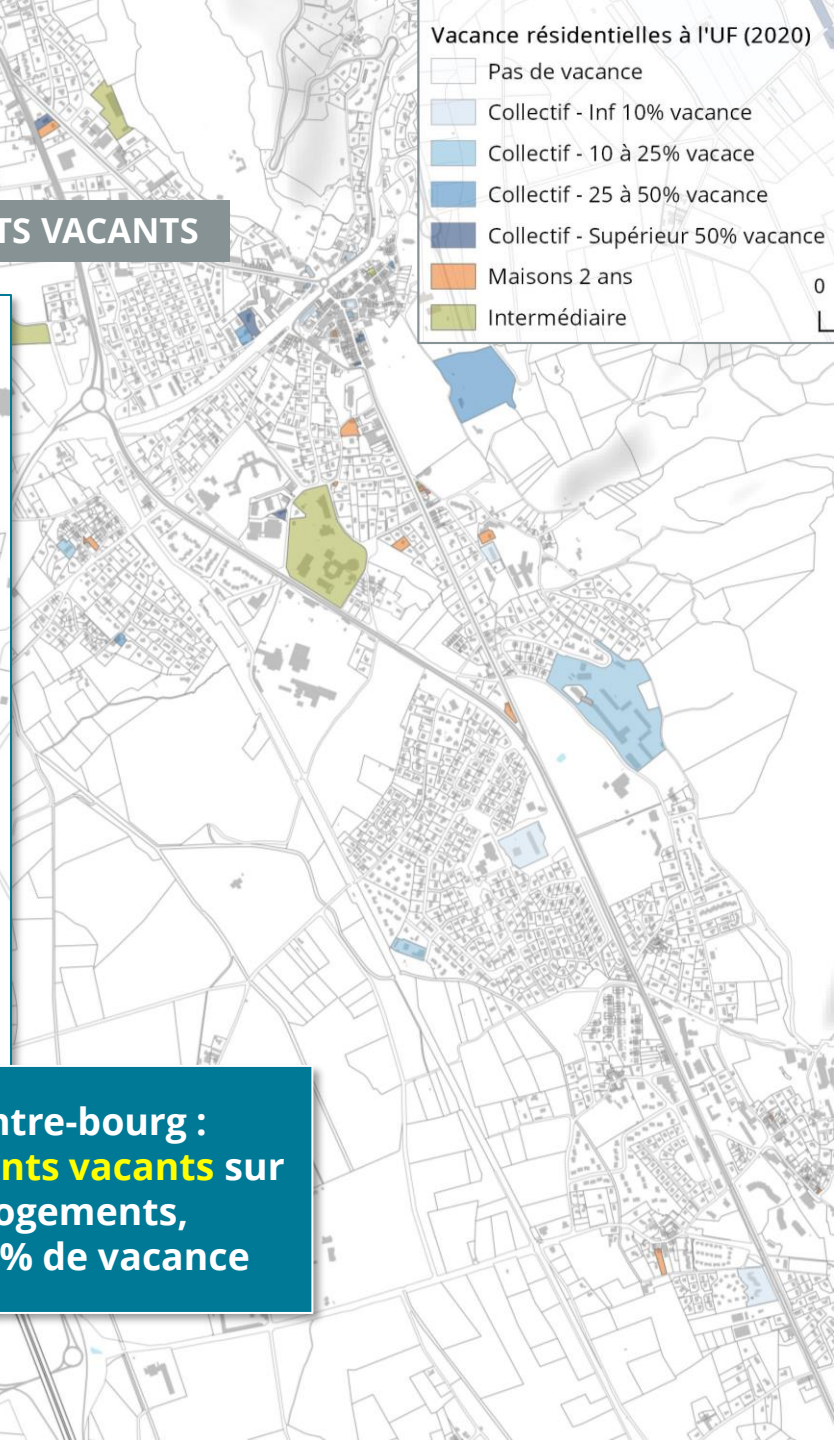 Vacance résidentielles à l'UF (2020)
Pas de vacance
Collectif - Inf 10% vacance
Collectif - 10 à 25% vacace
Collectif - 25 à 50% vacance
Collectif - Supérieur 50% vacance
Maisons 2 ans
Intermédiaire
0
TS VACANTS
ntre-bourg :
nts vacants sur
ogements,
% de vacance